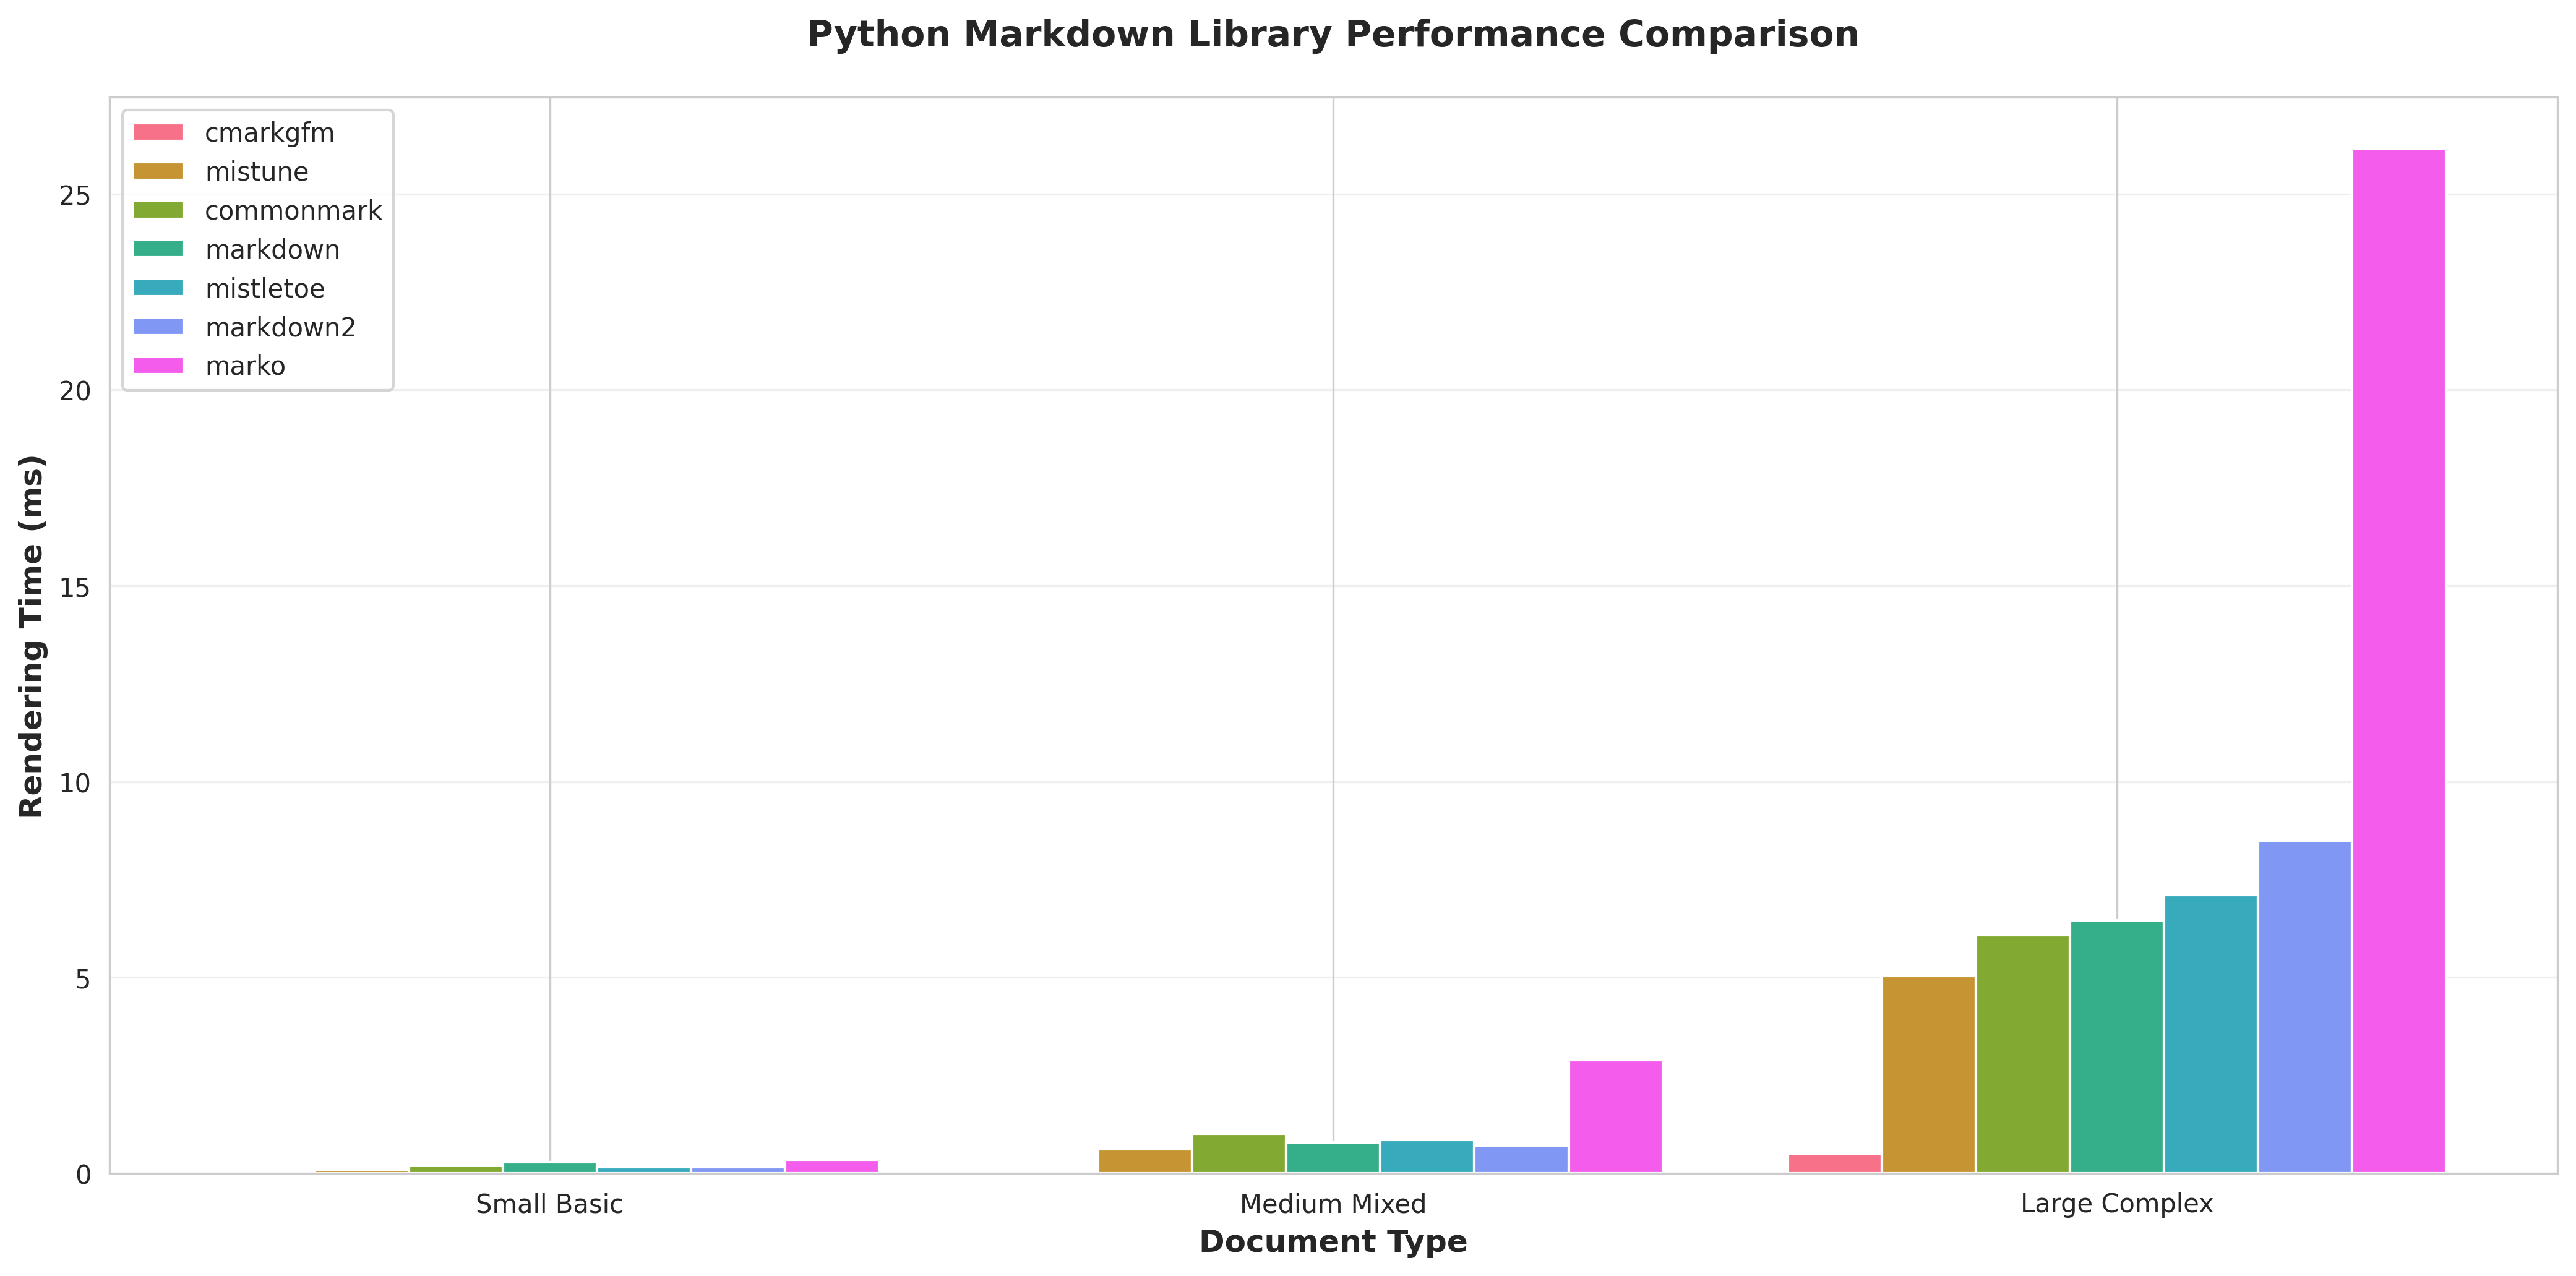 Python Markdown Library Performance Comparison
cmarkgfm
mistune
commonmark
markdown
mistletoe
markdown2
marko
Rendering Time (ms)
25
20
15
10
5
0
Small Basic
Medium Mixed
Large Complex
Document Type